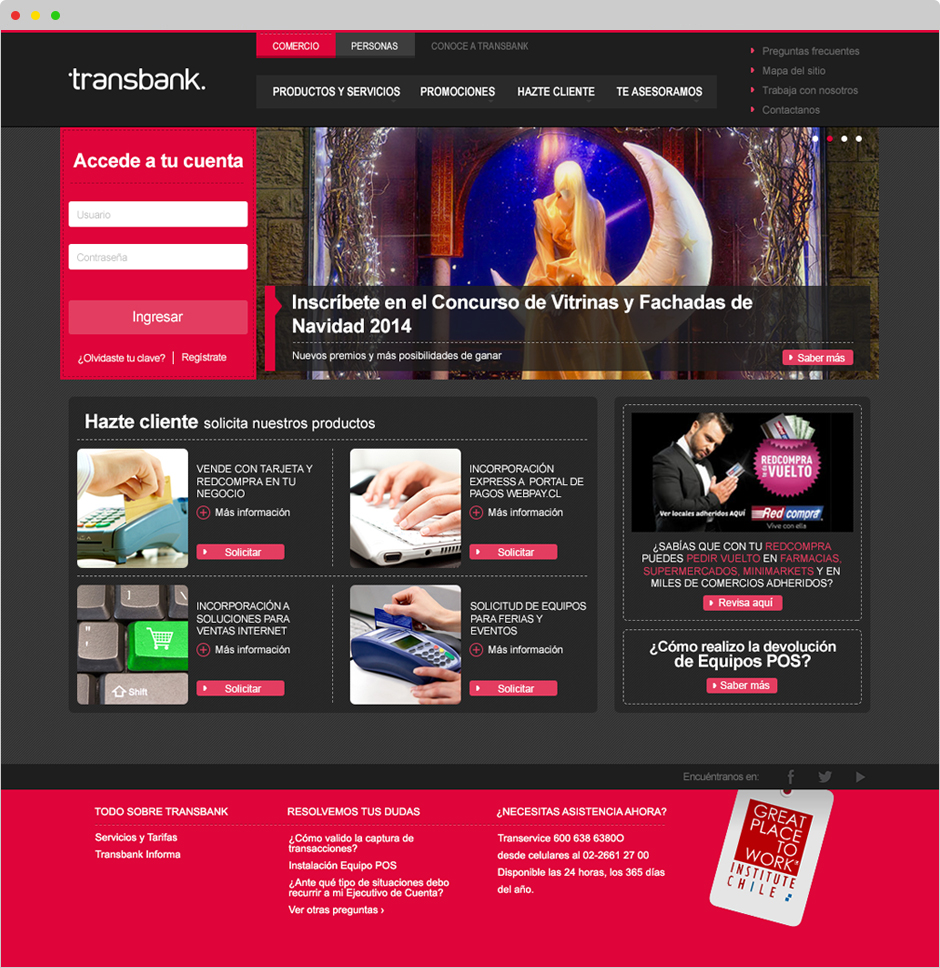 COMERCIO
PERSONAS
CONOCE A TRANSBANK
transbank.
PRODUCTOS Y SERVICIOS
PROMOCIONES
HAZTE CLIENTE
TE ASESORAMOS
Preguntas frecuentes
Mapa del sitio
Trabaja con nosotros
Contactanos
Accede a tu cuenta
Usuario
Contraseña
Ingresar
¿Olvidaste tu clave? | Regístrate
Inscríbete en el Concurso de Vitrinas y Fachadas de
Navidad 2014
Nuevos premios y más posibilidades de ganar
Saber más
Hazte cliente solicita nuestros productos
VENDE CON TARJETA Y
REDCOMPRA EN TU
NEGOCIO
Más información
Solicitar
INCORPORACIÓN
EXPRESS A PORTAL DE
PAGOS WEBPAY.CL
Más información
Solicitar
INCORPORACIÓN A
SOLUCIONES PARA
VENTAS INTERNET
Más información
Solicitar
Shift
SOLICITUD DE EQUIPOS
PARA FERIAS Y
EVENTOS
Más información
Solicitar
REDCOMPRA
VUELTO
Ver locales adheridos AQUÍ
Redcompra
Vive con ella
¿SABÍAS QUE CON TU REDCOMPRA
PUEDES PEDIR VUELTO EN FARMACIAS,
SUPERMERCADOS, MINIMARKETS Y EN
MILES DE COMERCIOS ADHERIDOS?
Revisa aquí
¿Cómo realizo la devolución
de Equipos POS?
Saber más
Encuéntranos en:
TODO SOBRE TRANSBANK
Servicios y Tarifas
Transbank Informa
RESOLVEMOS TUS DUDAS
¿Cómo valido la captura de
transacciones?
Instalación Equipo POS
¿Ante qué tipo de situaciones debo
recurrir a mi Ejecutivo de Cuenta?
Ver otras preguntas ›
¿NECESITAS ASISTENCIA AHORA?
Transervice 600 638 6380O
desde celulares al 02-2661 27 00
Disponible las 24 horas, los 365 días
del año.
GREAT
PLACE
TO
WORK®
INSTITUTE
CHILE